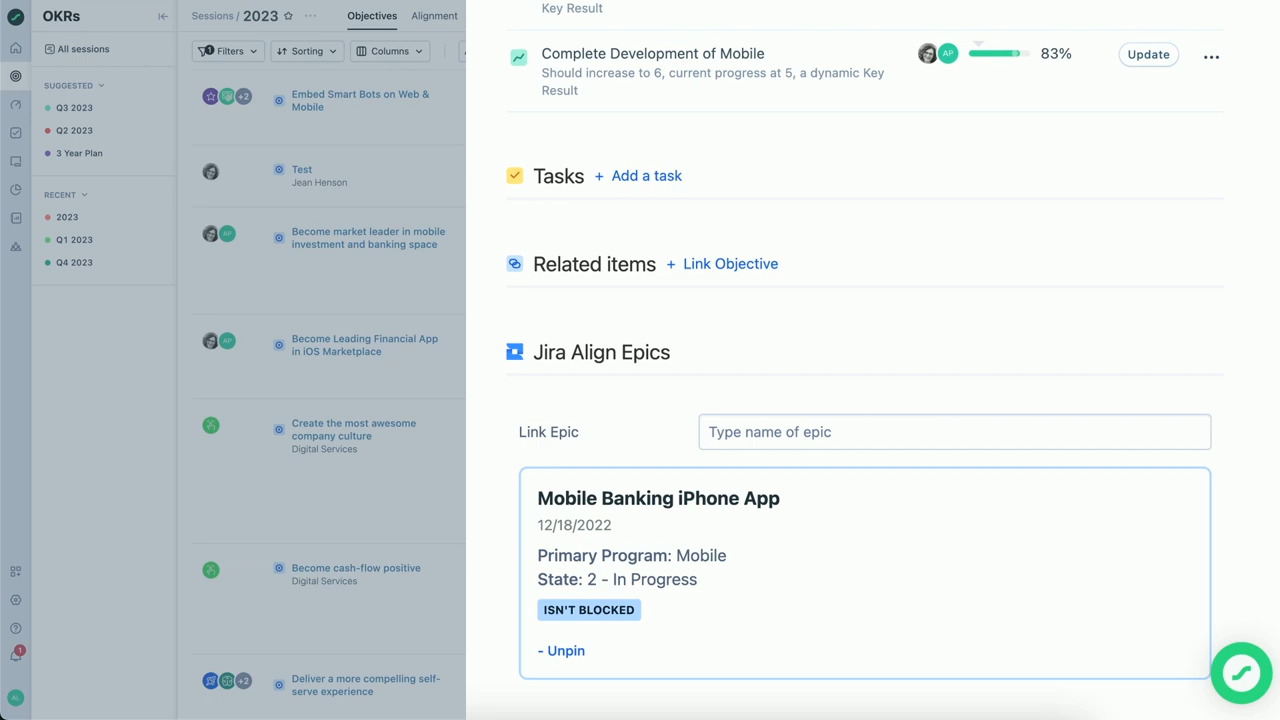 OKRs
All sessions
SUGGESTED
Q3 2023
Q2 2023
3 Year Plan
RECENT
2023
Q1 2023
Q4 2023
1
AL
Sessions / 2023
Objectives
Alignment
Filters
1
Sorting
Columns
+2
Embed Smart Bots on Web &
Mobile
Test
Jean Henson
AP
Become market leader in mobile
investment and banking space
AP
Become Leading Financial App
in iOS Marketplace
Create the most awesome
company culture
Digital Services
Become cash-flow positive
Digital Services
+2
Deliver a more compelling self-
serve experience
Key Result
Complete Development of Mobile
AP
83%
Update
Should increase to 6, current progress at 5, a dynamic Key
Result
Tasks
+ Add a task
Related items
+ Link Objective
Jira Align Epics
Link Epic
Type name of epic
Mobile Banking iPhone App
12/18/2022
Primary Program: Mobile
State: 2 - In Progress
ISN'T BLOCKED
- Unpin